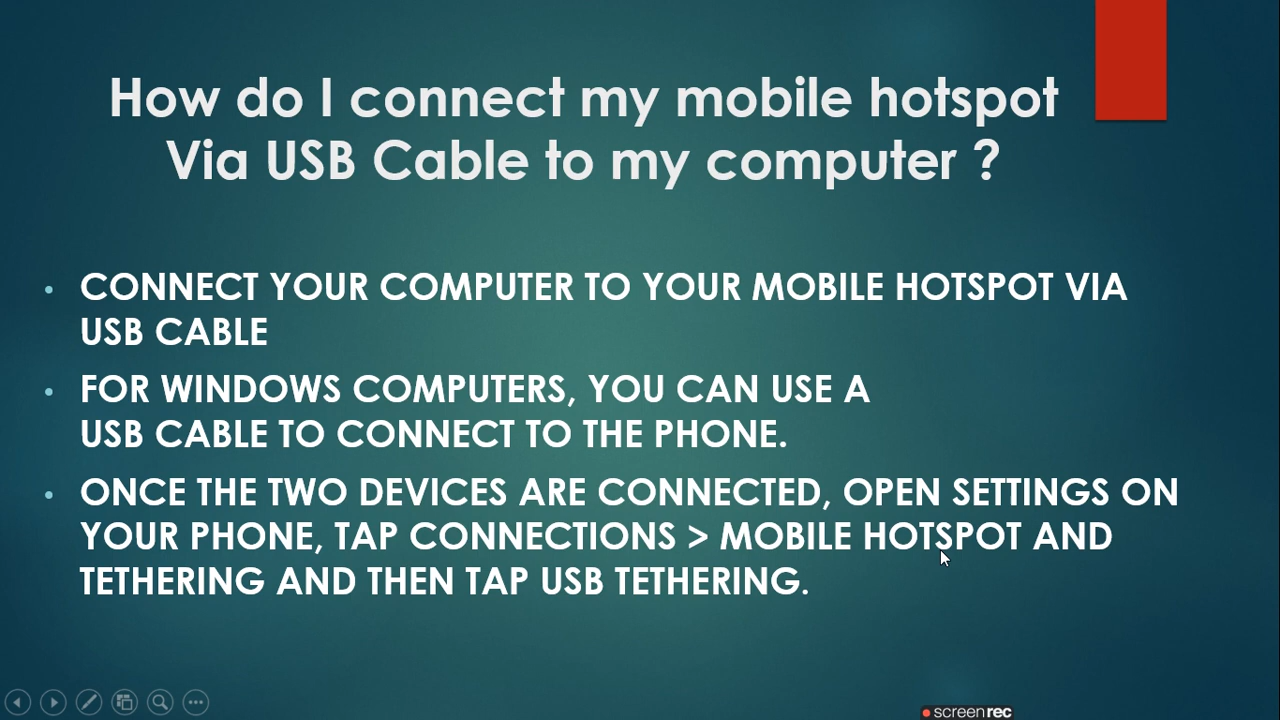 How do I connect my mobile hotspot
Via USB Cable to my computer ?
• CONNECT YOUR COMPUTER TO YOUR MOBILE HOTSPOT VIA
USB CABLE
• FOR WINDOWS COMPUTERS, YOU CAN USE A
USB CABLE TO CONNECT TO THE PHONE.
• ONCE THE TWO DEVICES ARE CONNECTED, OPEN SETTINGS ON
YOUR PHONE, TAP CONNECTIONS > MOBILE HOTSPOT AND
TETHERING AND THEN TAP USB TETHERING.
screenrec